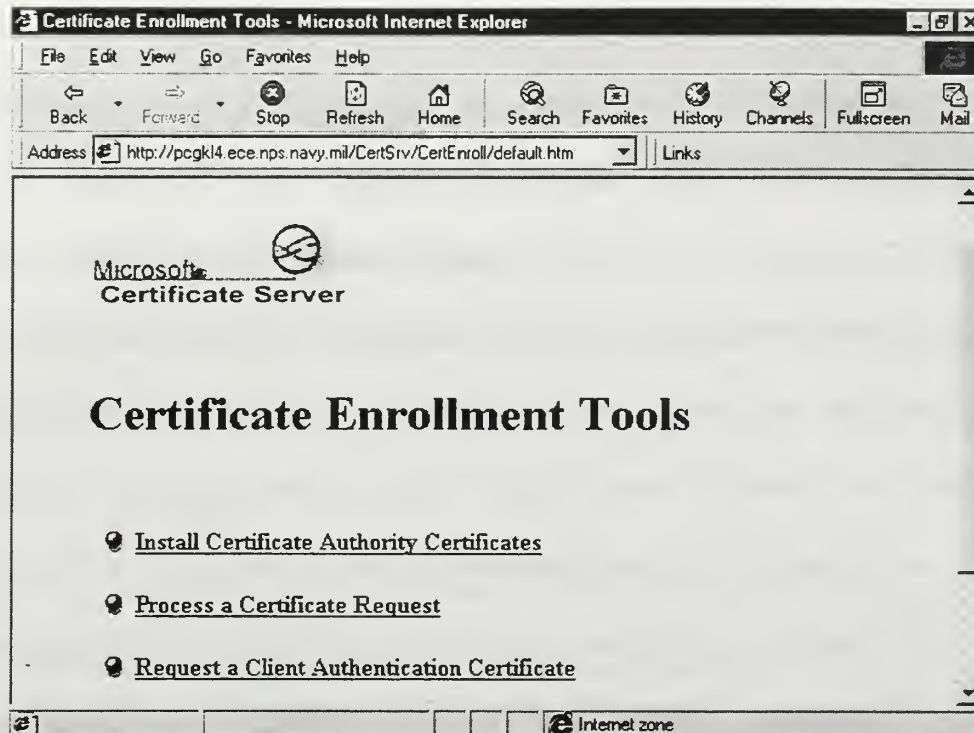 Certificate Enrollment Tools - Microsoft Internet Explorer
File Edit View Go Favorites Help
Back Forward Stop Refresh Home Search Favorites History Channels Fullscreen Mail
Address http://pcgkl4.ece.nps.navy.mil/CertSrv/CertEnroll/default.htm Links
Microsoft
Certificate Server
Certificate Enrollment Tools
Install Certificate Authority Certificates
Process a Certificate Request
Request a Client Authentication Certificate
Internet zone